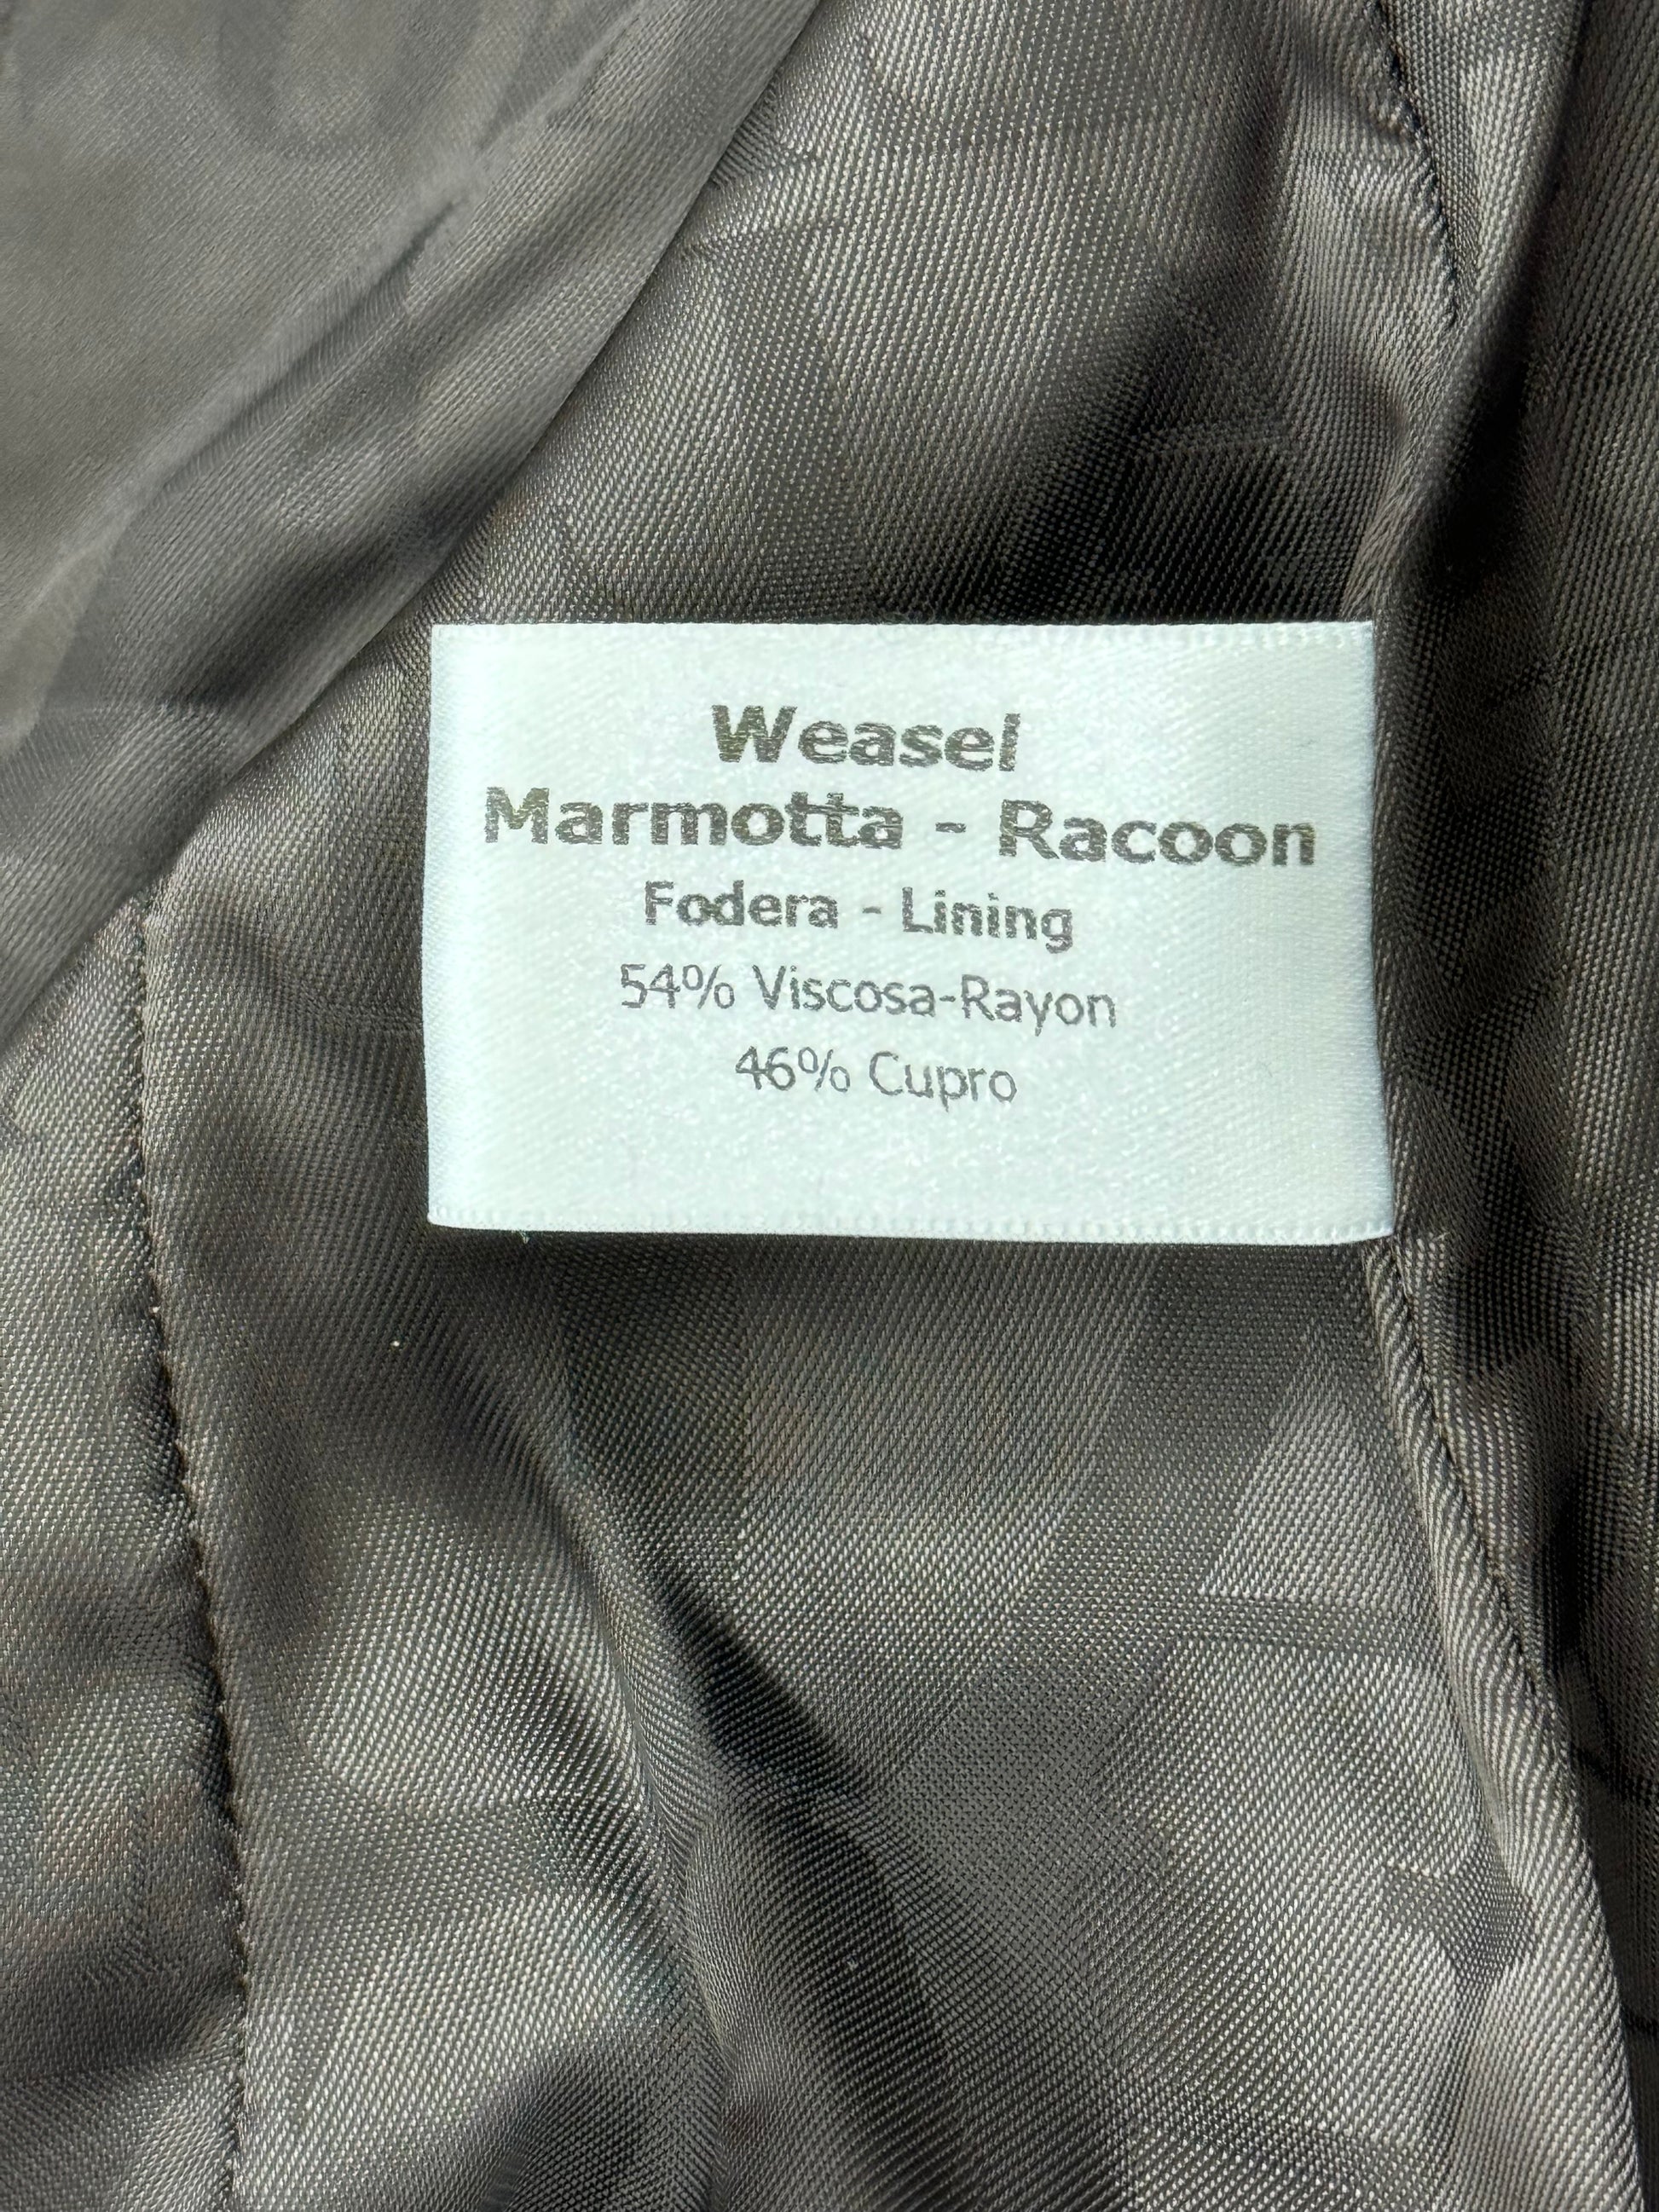 Weasel
Marmotta - Racoon
Fodera - Lining
54% Viscosa-Rayon
46% Cupro